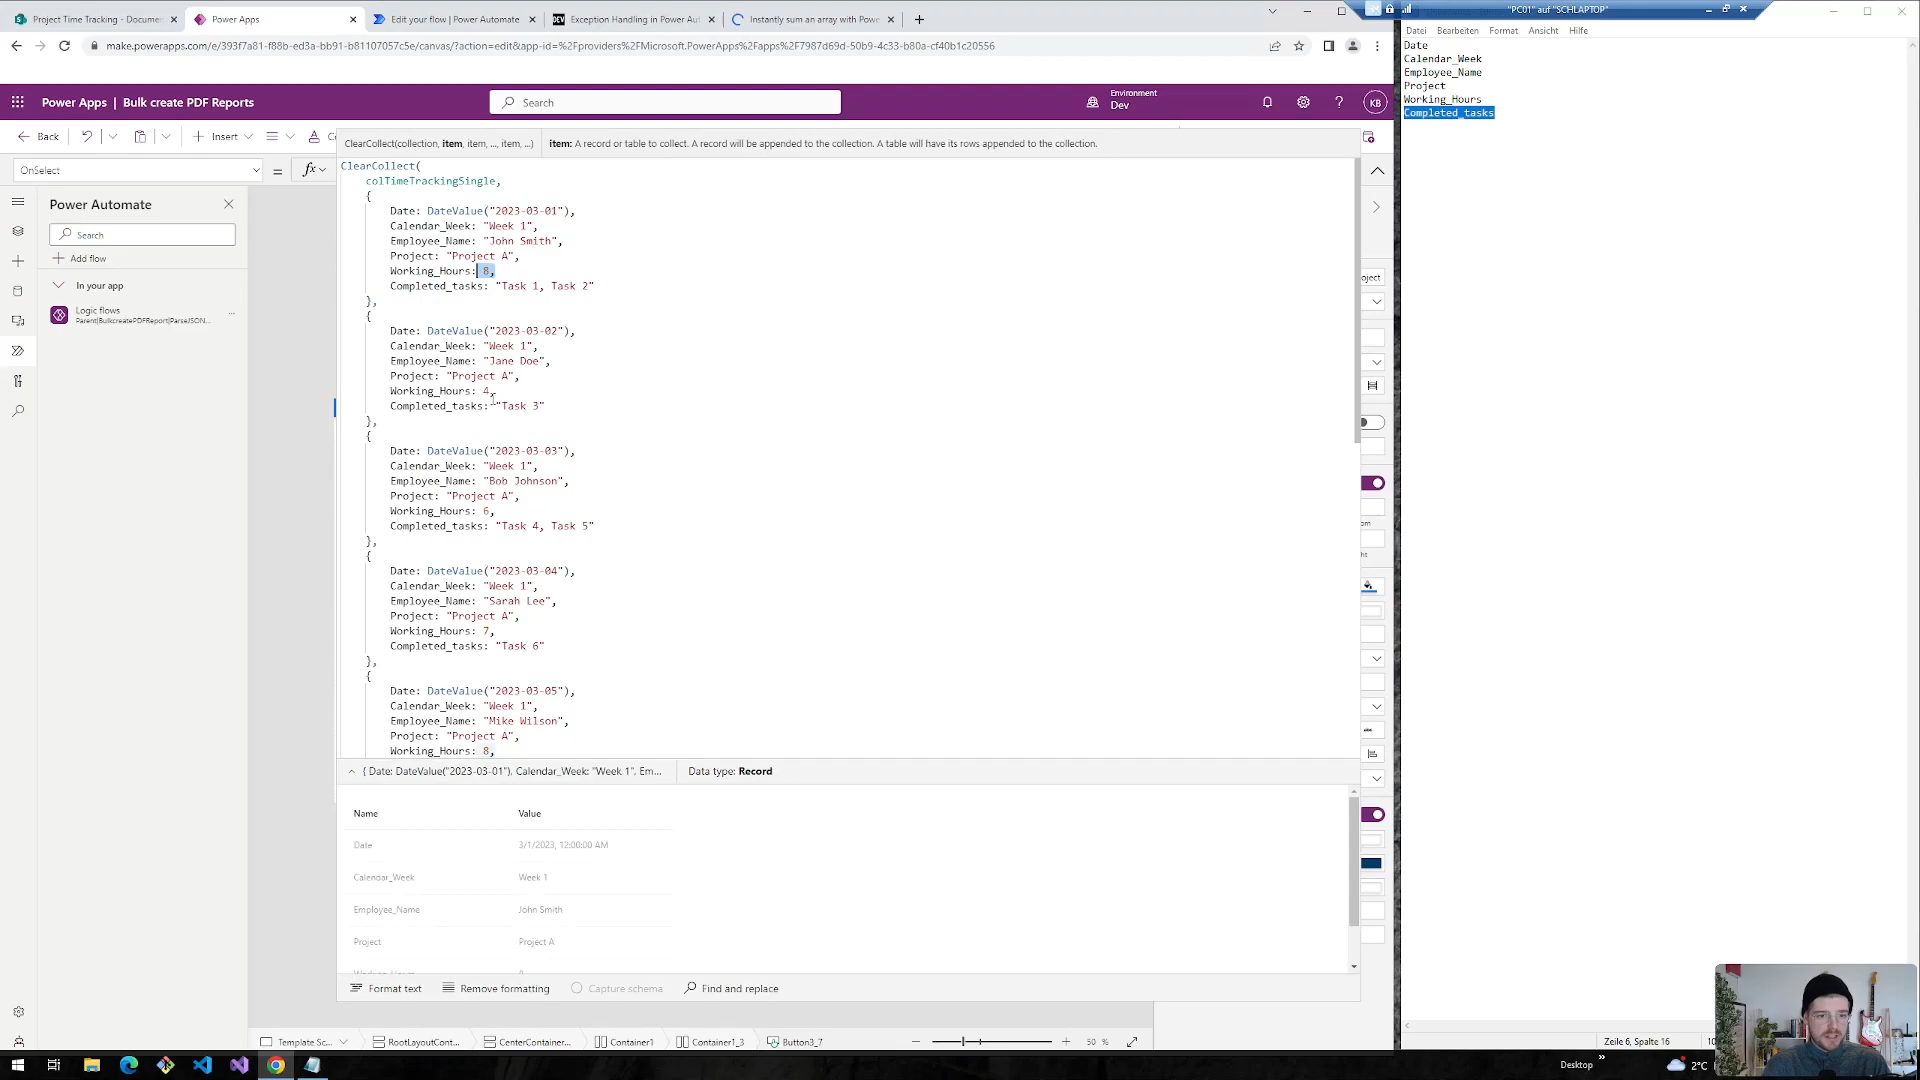 Project Time Tracking - Documen
Power Apps
Edit your flow | Power Automate
Exception Handling in Power Aut
Instantly sum an array with Powe
"PC01" auf "SCHLAPTOP"
make.powerapps.com/e/393f7a81-f88b-ed3a-bb91-b81107057c5e/canvas/?action=edit&app-id=%2Fproviders%2FMicrosoft.PowerApps%2Fapps%2F7987d69d-50b9-4c33-b80a-cf40b1c20556
Datei Bearbeiten Format Ansicht Hilfe
Date
Calendar_Week
Employee_Name
Project
Working_Hours
Completed_tasks
Power Apps | Bulk create PDF Reports
Search
Environment
Dev
KB
Back
Insert
ClearCollect(collection, item, item, ..., item, ...)
item: A record or table to collect. A record will be appended to the collection. A table will have its rows appended to the collection.
OnSelect
=
fx
Power Automate
Search
Add flow
In your app
Logic flows
Parent|BulkcreatePDFReport|ParseJSON...
ClearCollect(
colTimeTrackingSingle,
{
Date: DateValue("2023-03-01"),
Calendar_Week: "Week 1",
Employee_Name: "John Smith",
Project: "Project A",
Working_Hours: 8,
Completed_tasks: "Task 1, Task 2"
},
{
Date: DateValue("2023-03-02"),
Calendar_Week: "Week 1",
Employee_Name: "Jane Doe",
Project: "Project A",
Working_Hours: 4,
Completed_tasks: "Task 3"
},
{
Date: DateValue("2023-03-03"),
Calendar_Week: "Week 1",
Employee_Name: "Bob Johnson",
Project: "Project A",
Working_Hours: 6,
Completed_tasks: "Task 4, Task 5"
},
{
Date: DateValue("2023-03-04"),
Calendar_Week: "Week 1",
Employee_Name: "Sarah Lee",
Project: "Project A",
Working_Hours: 7,
Completed_tasks: "Task 6"
},
{
Date: DateValue("2023-03-05"),
Calendar_Week: "Week 1",
Employee_Name: "Mike Wilson",
Project: "Project A",
Working_Hours: 8,
{ Date: DateValue("2023-03-01"), Calendar_Week: "Week 1", Em...
Data type: Record
Name Value
Date 3/1/2023, 12:00:00 AM
Calendar_Week Week 1
Employee_Name John Smith
Project Project A
Format text
Remove formatting
Capture schema
Find and replace
Template Sc...
RootLayoutCont...
CenterContainer...
Container1
Container1_3
Button3_7
50 %
Zeile 6, Spalte 16
Desktop
2°C